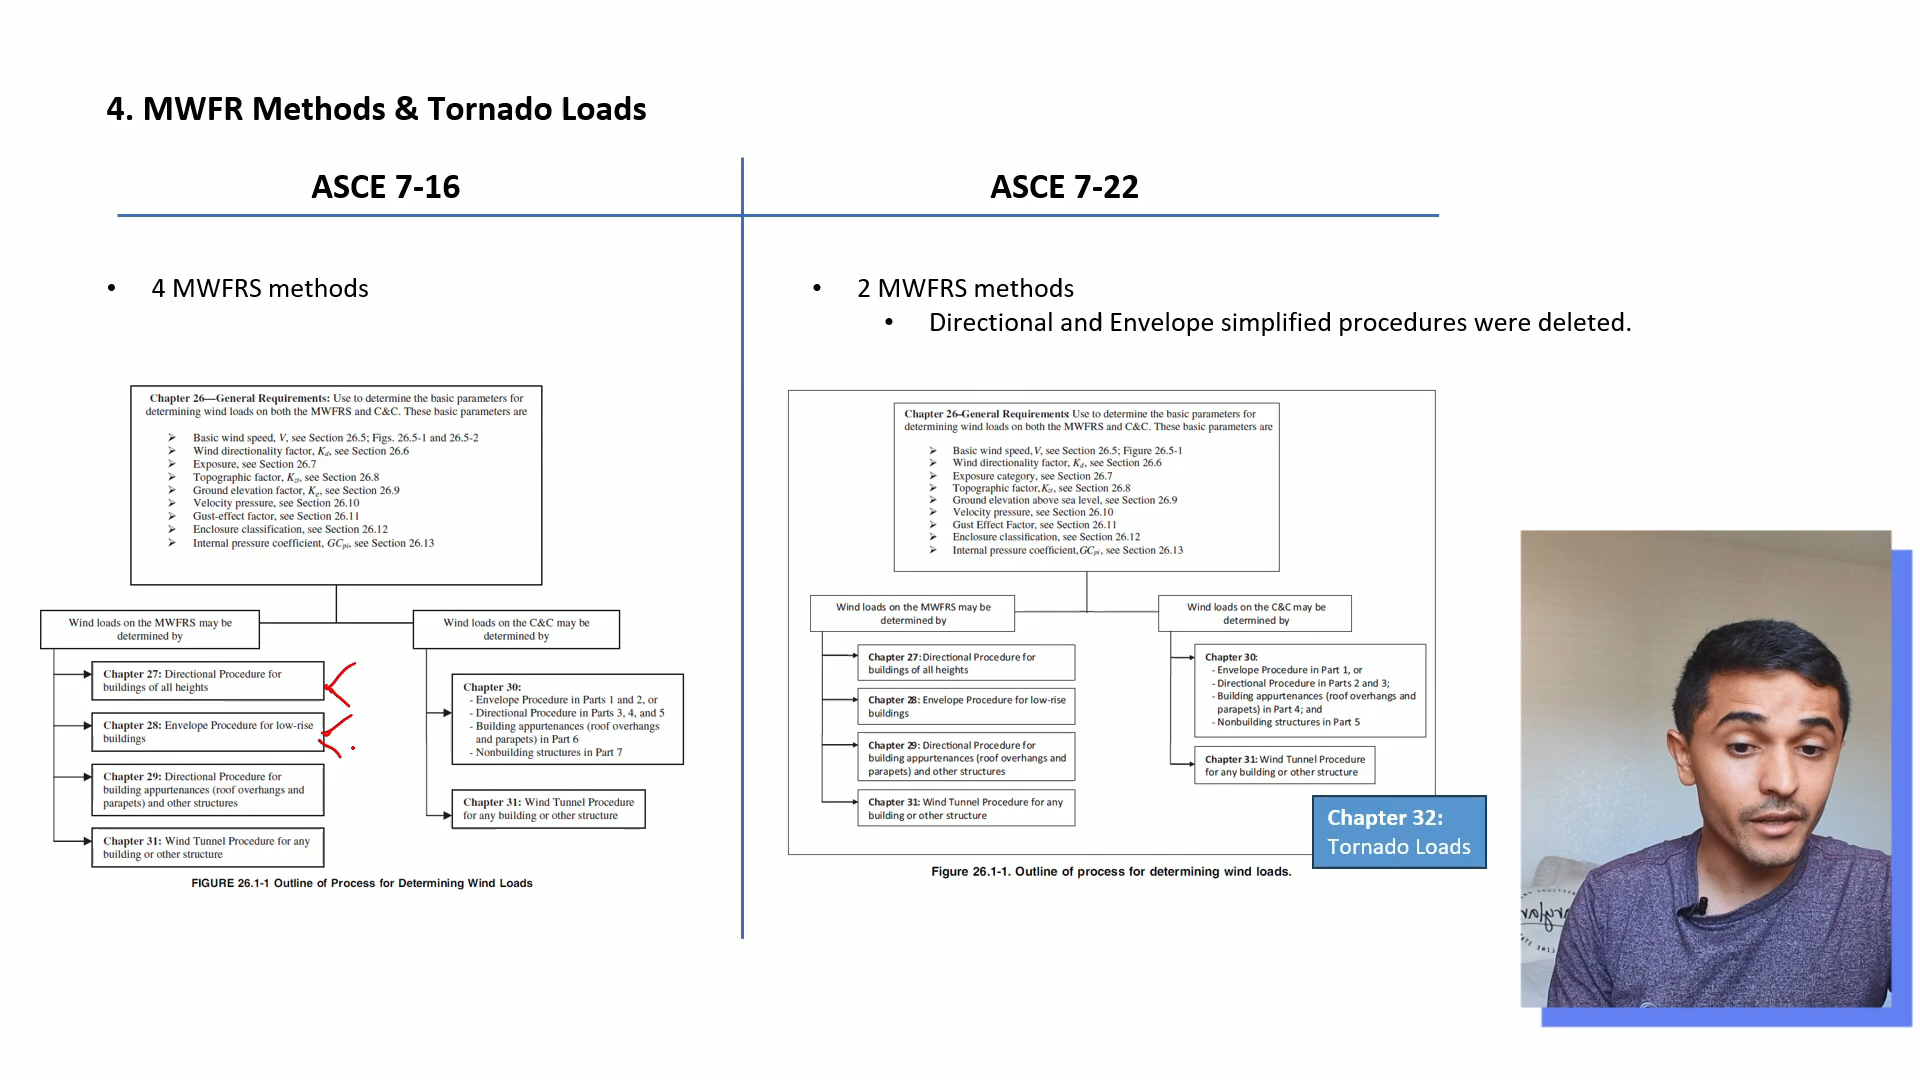 4. MWFR Methods & Tornado Loads
ASCE 7-16
• 4 MWFRS methods
Chapter 26—General Requirements: Use to determine the basic parameters for
determining wind loads on both the MWFRS and C&C. These basic parameters are
➢ Basic wind speed, V, see Section 26.5; Figs. 26.5-1 and 26.5-2
➢ Wind directionality factor, Kd, see Section 26.6
➢ Exposure, see Section 26.7
➢ Topographic factor, Kzt, see Section 26.8
➢ Ground elevation factor, Ke, see Section 26.9
➢ Velocity pressure, see Section 26.10
➢ Gust-effect factor, see Section 26.11
➢ Enclosure classification, see Section 26.12
➢ Internal pressure coefficient, GCpi, see Section 26.13
Wind loads on the MWFRS may be
determined by
Chapter 27: Directional Procedure for
buildings of all heights
Chapter 28: Envelope Procedure for low-rise
buildings
Chapter 29: Directional Procedure for
building appurtenances (roof overhangs and
parapets) and other structures
Chapter 31: Wind Tunnel Procedure for any
building or other structure
Wind loads on the C&C may be
determined by
Chapter 30:
- Envelope Procedure in Parts 1 and 2, or
- Directional Procedure in Parts 3, 4, and 5
- Building appurtenances (roof overhangs
and parapets) in Part 6
- Nonbuilding structures in Part 7
Chapter 31: Wind Tunnel Procedure
for any building or other structure
FIGURE 26.1-1 Outline of Process for Determining Wind Loads
ASCE 7-22
• 2 MWFRS methods
• Directional and Envelope simplified procedures were deleted.
Chapter 26-General Requirements: Use to determine the basic parameters for
determining wind loads on both the MWFRS and C&C. These basic parameters are
➢ Basic wind speed, V, see Section 26.5; Figure 26.5-1
➢ Wind directionality factor, Kd, see Section 26.6
➢ Exposure category, see Section 26.7
➢ Topographic factor, Kzt, see Section 26.8
➢ Ground elevation above sea level, see Section 26.9
➢ Velocity pressure, see Section 26.10
➢ Gust Effect Factor, see Section 26.11
➢ Enclosure classification, see Section 26.12
➢ Internal pressure coefficient, GCpi, see Section 26.13
Wind loads on the MWFRS may be
determined by
Chapter 27: Directional Procedure for
buildings of all heights
Chapter 28: Envelope Procedure for low-rise
buildings
Chapter 29: Directional Procedure for
building appurtenances (roof overhangs and
parapets) and other structures
Chapter 31: Wind Tunnel Procedure for any
building or other structure
Wind loads on the C&C may be
determined by
Chapter 30:
- Envelope Procedure in Part 1, or
- Directional Procedure in Parts 2 and 3;
- Building appurtenances (roof overhangs and
parapets) in Part 4; and
- Nonbuilding structures in Part 5
Chapter 31: Wind Tunnel Procedure
for any building or other structure
Chapter 32:
Tornado Loads
Figure 26.1-1. Outline of process for determining wind loads.